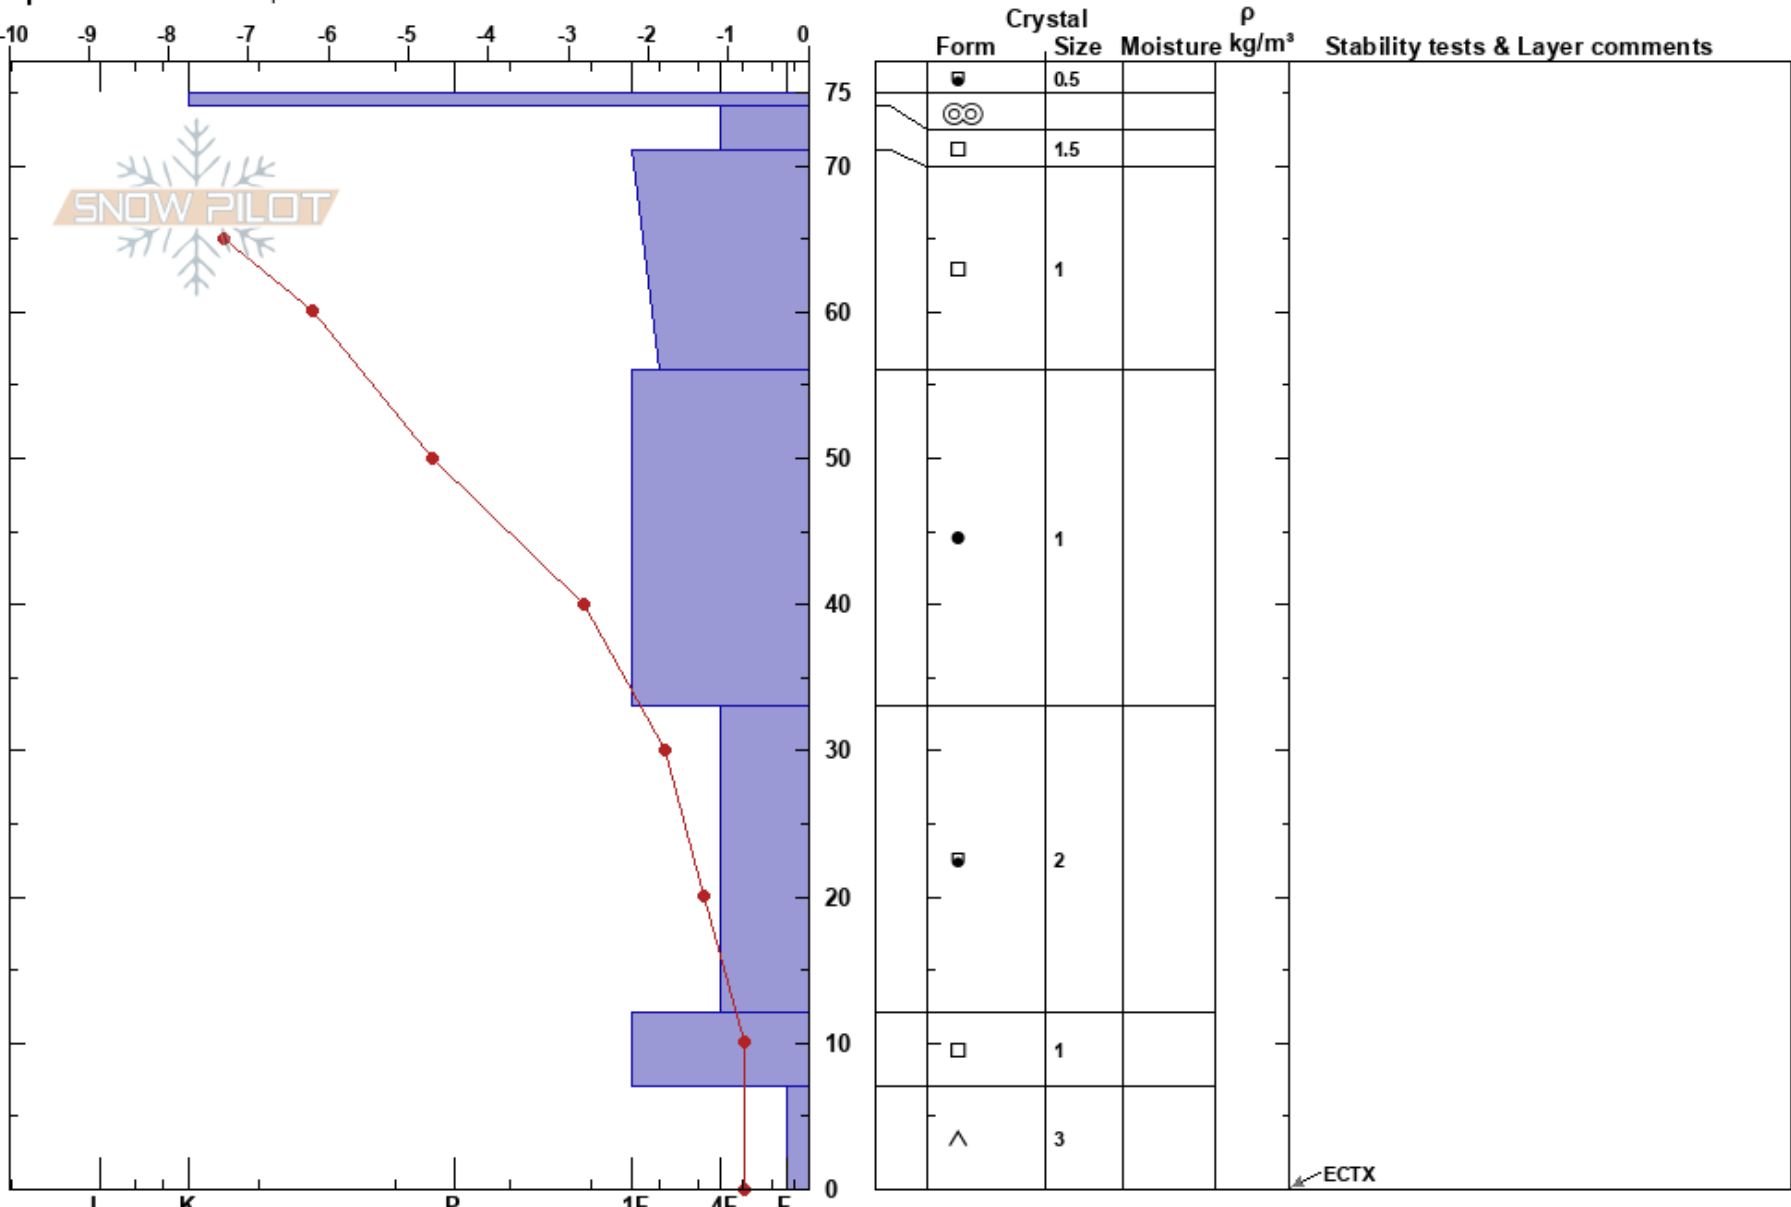 Crystal ρ
-10 -9 -8 -7 -6 -5 -4 -3 -2 -1 0 Form Size Moisture kg/m³ Stability tests & Layer comments
75 0.5
70 1.5
SNOW PILOT
1
60
50
1
40
30
2
20
10 1
3
0 ECTX
I K P 1F 4F F